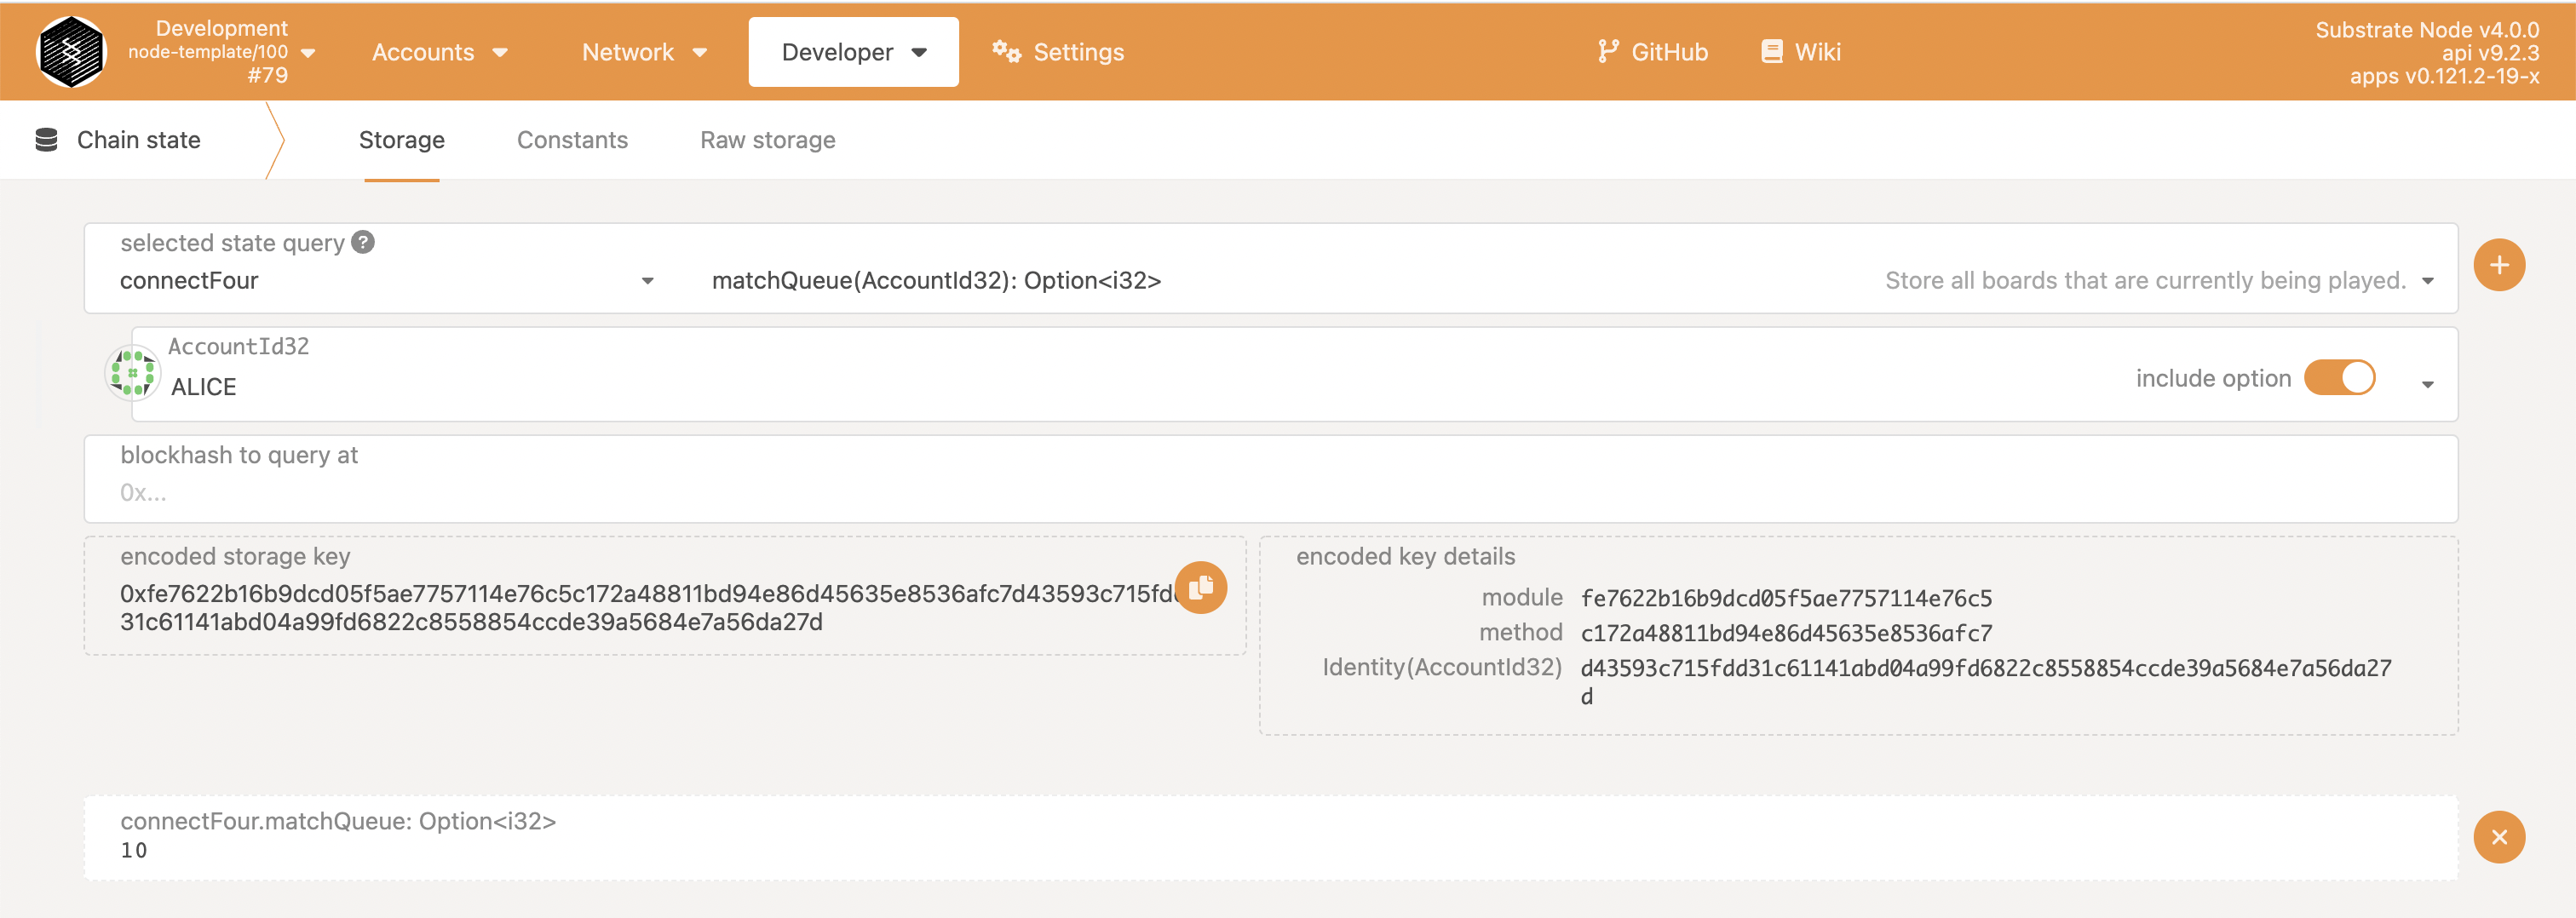 Development
node-template/100
#79
Accounts
Network
Developer
Settings
GitHub
Wiki
Substrate Node v4.0.0
api v9.2.3
apps v0.121.2-19-x
Chain state
Storage
Constants
Raw storage
selected state query ?
connectFour
matchQueue(AccountId32): Option<i32>
Store all boards that are currently being played.
AccountId32
ALICE
include option
blockhash to query at
0x...
encoded storage key
0xfe7622b16b9dcd05f5ae7757114e76c5c172a48811bd94e86d45635e8536afc7d43593c715fd
31c61141abd04a99fd6822c8558854ccde39a5684e7a56da27d
encoded key details
module fe7622b16b9dcd05f5ae7757114e76c5
method c172a48811bd94e86d45635e8536afc7
Identity(AccountId32) d43593c715fdd31c61141abd04a99fd6822c8558854ccde39a5684e7a56da27
d
connectFour.matchQueue: Option<i32>
10